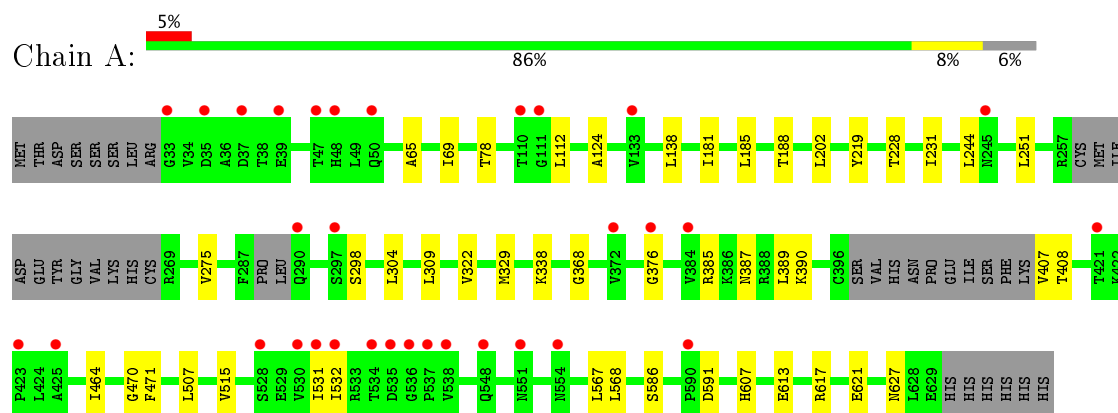 5%
Chain A:
86%
8%
6%
MET THR ASP SER SER SER LEU ARG G33 V34 D35 A36 D37 T38 E39 T47 H48 L49 Q50 A65 I69 T78 T110 G111 L112 A124 V133 L138 I181 L185 T188 L202 Y219 T228 I231 L244 N245 L251 R257 CYS MET ILE
ASP GLU TYR GLY VAL LYS HIS CYS R269 V275 F287 PRO LEU Q290 S297 S298 L304 L309 V322 M329 K338 G368 V372 G376 V384 R385 K386 N387 R388 L389 K390 C396 SER VAL HIS ASN PRO GLU ILE SER PHE LYS V407 T408 T421 K422
P423 L424 A425 I464 G470 F471 L507 V515 S528 E529 V530 I531 I532 R533 T534 D535 G536 P537 V538 Q548 N551 N554 L567 L568 S586 P590 D591 H607 E613 R617 E621 N627 L628 E629 HIS HIS HIS HIS HIS HIS